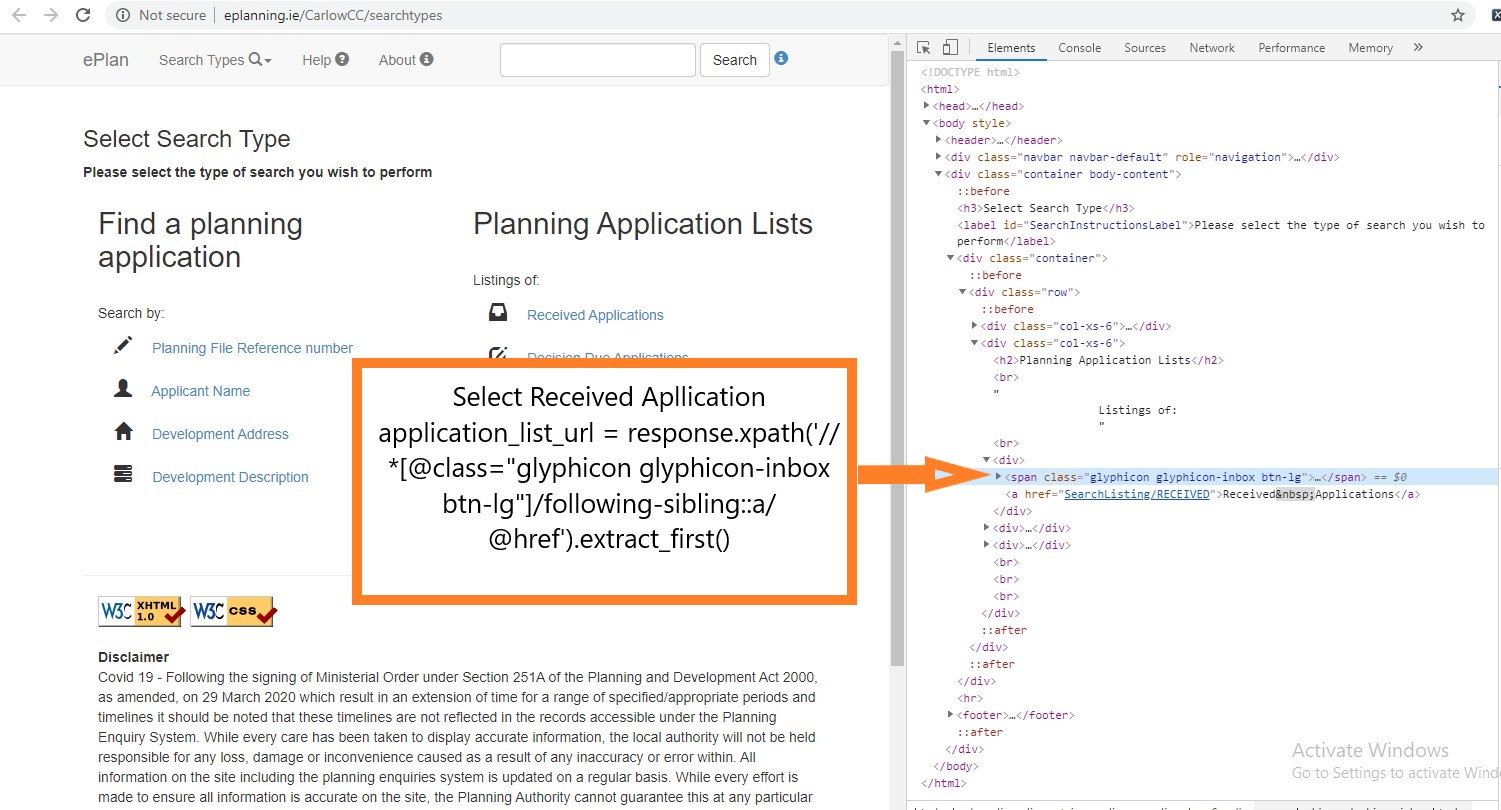 Not secure | eplanning.ie/CarlowCC/searchtypes
ePlan Search Types Help About Search
Select Search Type
Please select the type of search you wish to perform
Find a planning
application
Search by:
Planning File Reference number
Applicant Name
Development Address
Development Description
Planning Application Lists
Listings of:
Received Applications
Decision Due Applications
Select Received Apllication
application_list_url = response.xpath('//
*[@class="glyphicon glyphicon-inbox
btn-lg"]/following-sibling::a/
@href').extract_first()
W3C XHTML 1.0 W3C CSS
Disclaimer
Covid 19 - Following the signing of Ministerial Order under Section 251A of the Planning and Development Act 2000,
as amended, on 29 March 2020 which result in an extension of time for a range of specified/appropriate periods and
timelines it should be noted that these timelines are not reflected in the records accessible under the Planning
Enquiry System. While every care has been taken to display accurate information, the local authority will not be held
responsible for any loss, damage or inconvenience caused as a result of any inaccuracy or error within. All
information on the site including the planning enquiries system is updated on a regular basis. While every effort is
made to ensure all information is accurate on the site, the Planning Authority cannot guarantee this at any particular
Elements Console Sources Network Performance Memory »
<!DOCTYPE html>
<html>
<head>…</head>
<body style>
<header>…</header>
<div class="navbar navbar-default" role="navigation">…</div>
<div class="container body-content">
::before
<h3>Select Search Type</h3>
<label id="SearchInstructionsLabel">Please select the type of search you wish to
perform</label>
<div class="container">
::before
<div class="row">
::before
<div class="col-xs-6">…</div>
<div class="col-xs-6">
<h2>Planning Application Lists</h2>
<br>
"
Listings of:
"
<br>
<div>
<span class="glyphicon glyphicon-inbox btn-lg">…</span> == $0
<a href="SearchListing/RECEIVED">Received&nbsp;Applications</a>
</div>
<div>…</div>
<div>…</div>
<br>
<br>
<br>
</div>
::after
</div>
::after
</div>
<hr>
<footer>…</footer>
::after
</div>
</body>
</html>
Activate Windows
Go to Settings to activate Wind